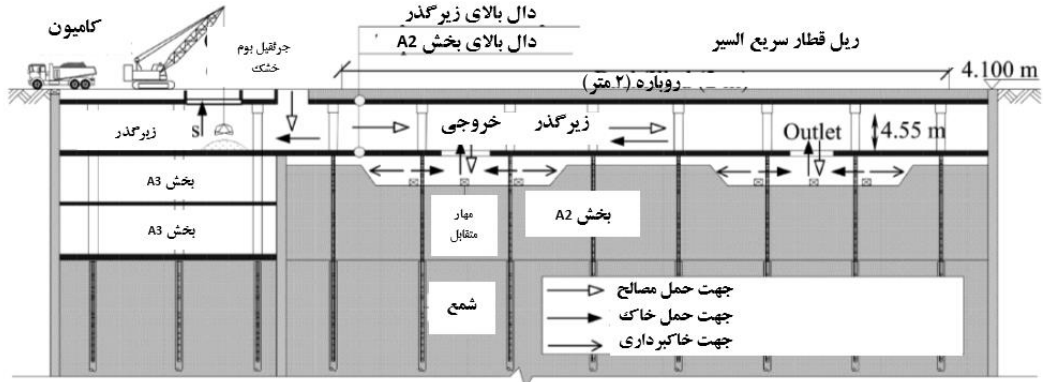 کامیون
جرثقیل بوم
خشک
دال بالای زیرگذر
دال بالای بخش A2
ریل قطار سریع السیر
4.100 m
روباره (۲ متر)
زیرگذر
s
خروجی
زیرگذر
Outlet
4.55 m
بخش A3
بخش A3
مهار
متقابل
بخش A2
شمع
جهت حمل مصالح
جهت حمل خاک
جهت خاکبرداری